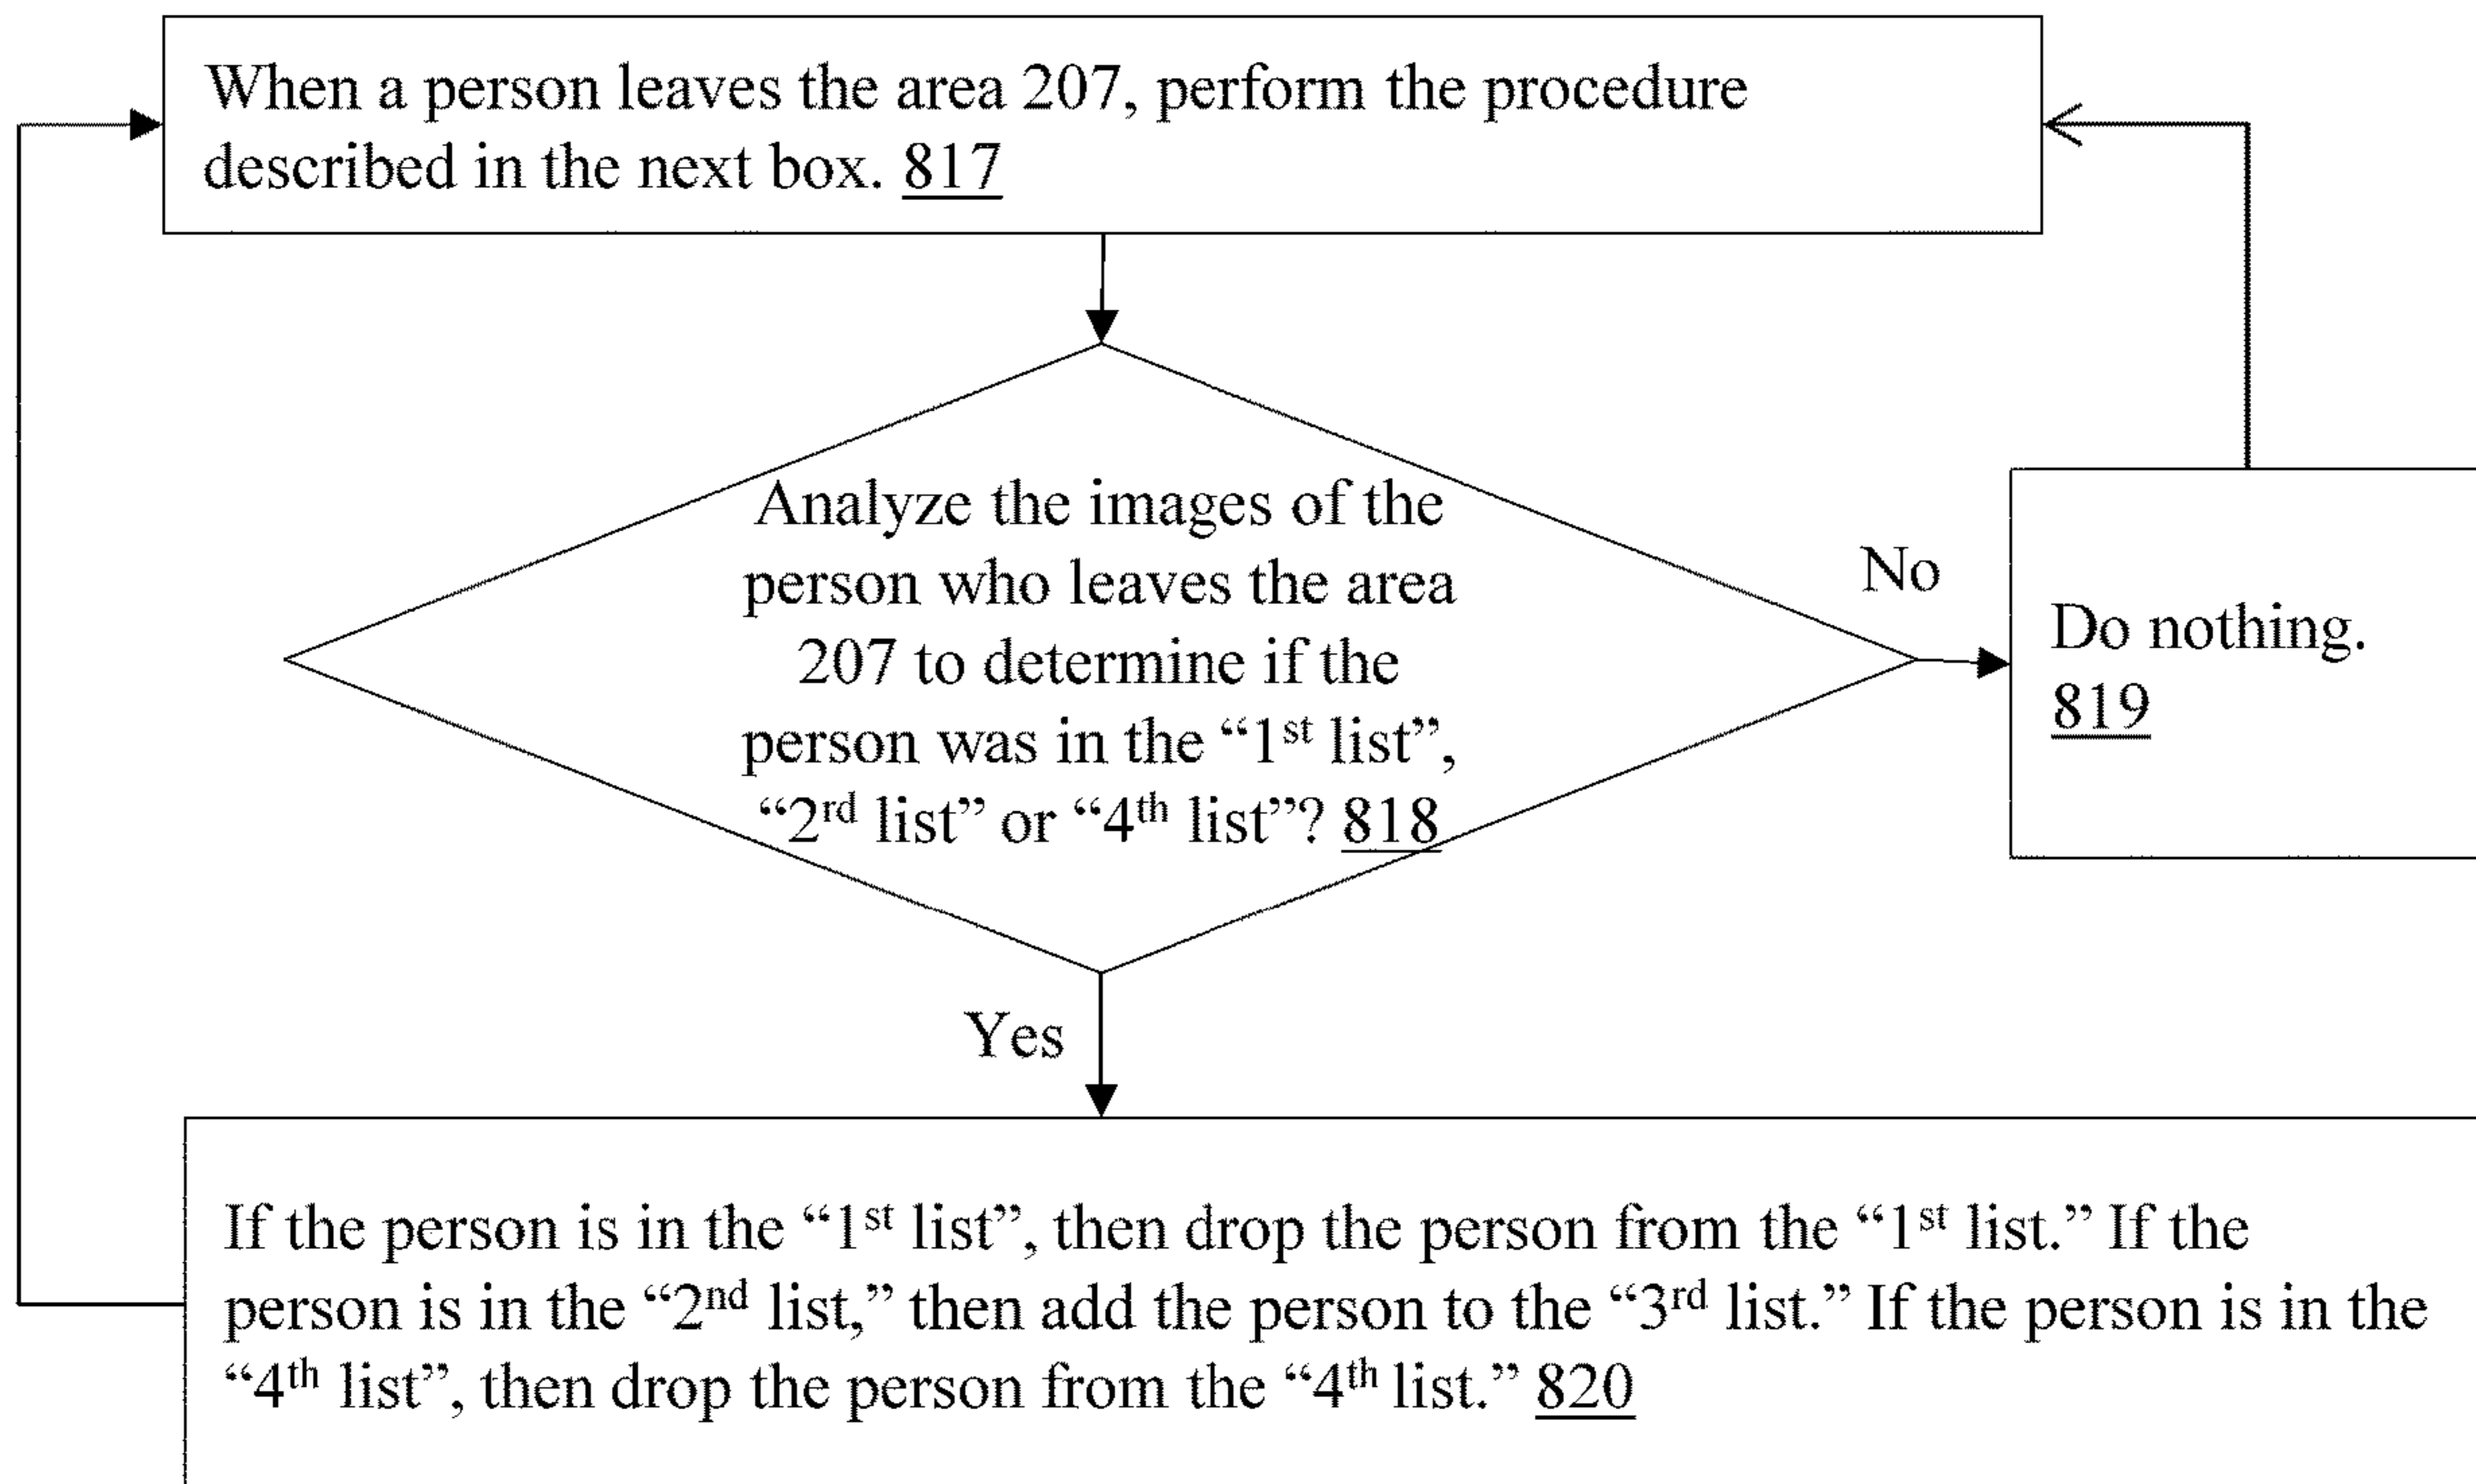 When a person leaves the area 207, perform the procedure
described in the next box. 817
Analyze the images of the
person who leaves the area
207 to determine if the
person was in the “1st list”,
“2rd list” or “4th list”? 818
No
Do nothing.
819
Yes
If the person is in the “1st list”, then drop the person from the “1st list.” If the
person is in the “2nd list,” then add the person to the “3rd list.” If the person is in the
“4th list”, then drop the person from the “4th list.” 820